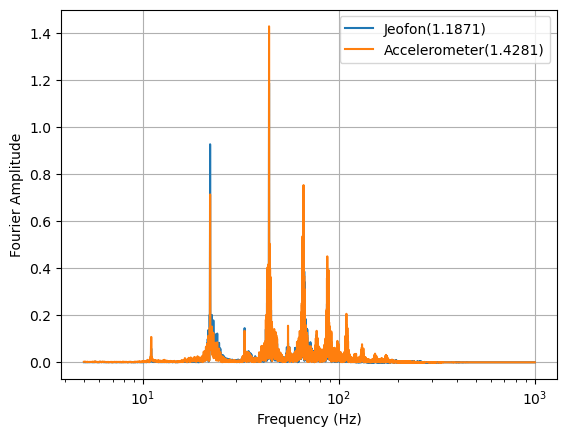 Jeofon(1.1871)
Accelerometer(1.4281)
1.4
1.2
1.0
0.8
0.6
0.4
0.2
0.0
Fourier Amplitude
10¹
10²
10³
Frequency (Hz)